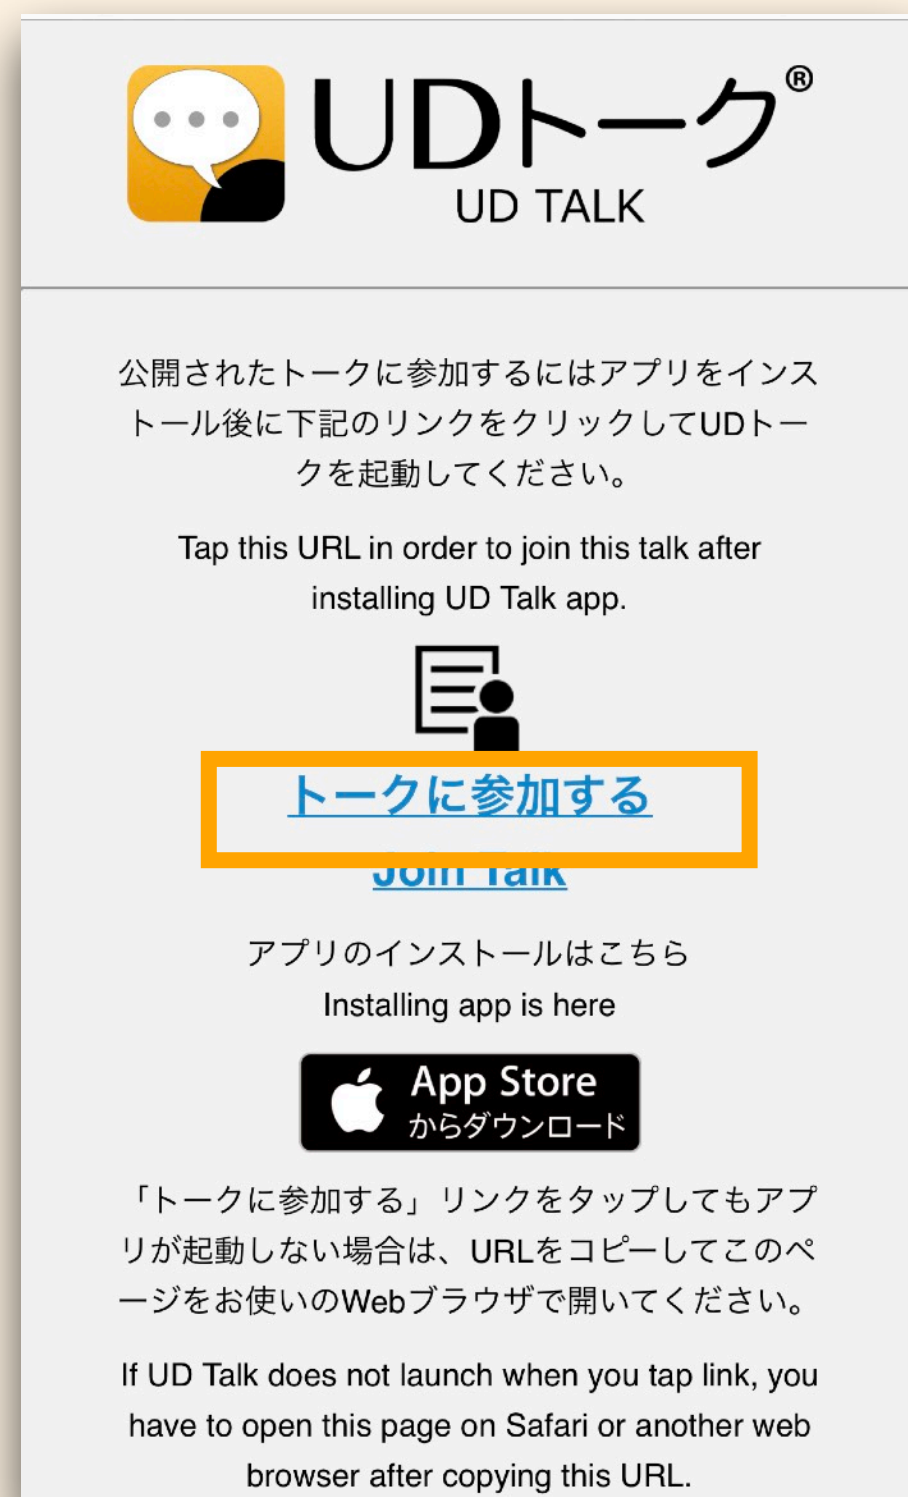 UDトーク®
UD TALK
公開されたトークに参加するにはアプリをインス
トール後に下記のリンクをクリックしてUDトー
クを起動してください。
Tap this URL in order to join this talk after
installing UD Talk app.
トークに参加する
Join Talk
アプリのインストールはこちら
Installing app is here
App Store
からダウンロード
「トークに参加する」リンクをタップしてもアプ
リが起動しない場合は、URLをコピーしてこのペ
ージをお使いのWebブラウザで開いてください。
If UD Talk does not launch when you tap link, you
have to open this page on Safari or another web
browser after copying this URL.